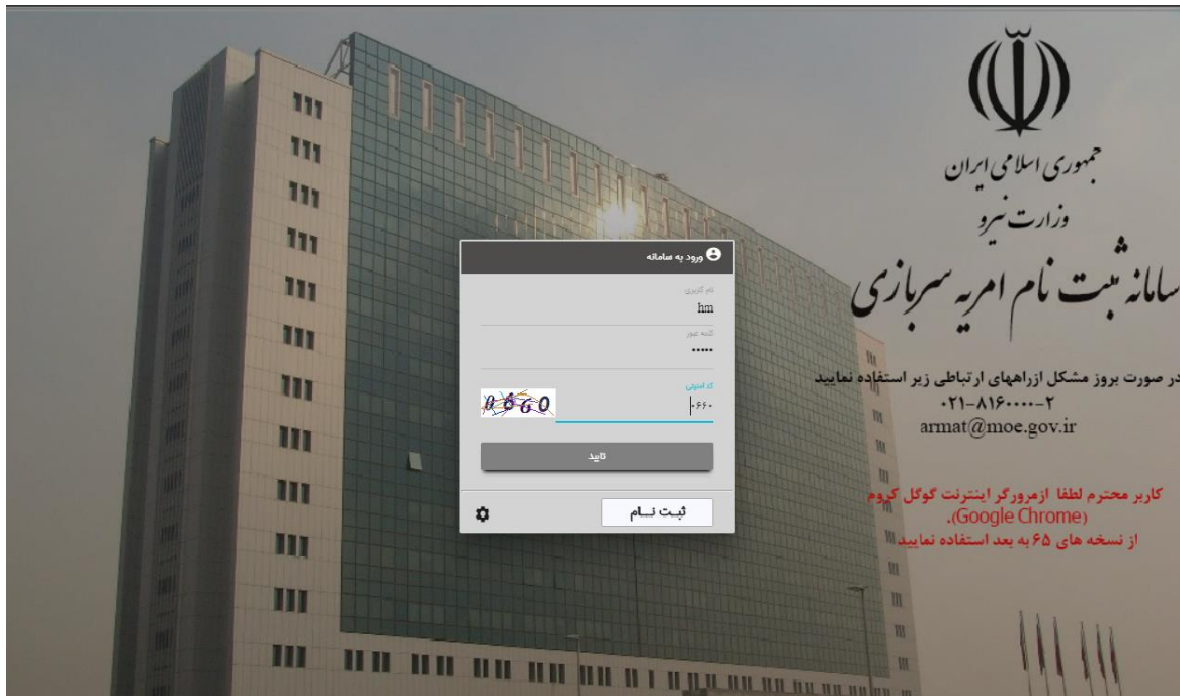 جمهوری اسلامی ایران
وزارت نیرو
سامانه ثبت نام امریه سربازی
در صورت بروز مشکل ازراههای ارتباطی زیر استفاده نمایید
۰۲۱-۸۱۶۰۰۰۰-۲
armat@moe.gov.ir
کاربر محترم لطفا ازمرورگر اینترنت گوگل کروم
(Google Chrome).
از نسخه های ۶۵ به بعد استفاده نمایید
ورود به سامانه
نام کاربری
hm
کلمه عبور
•••••
کد امنیتی
۰۶۶۰
0660
تایید
ثبت نام